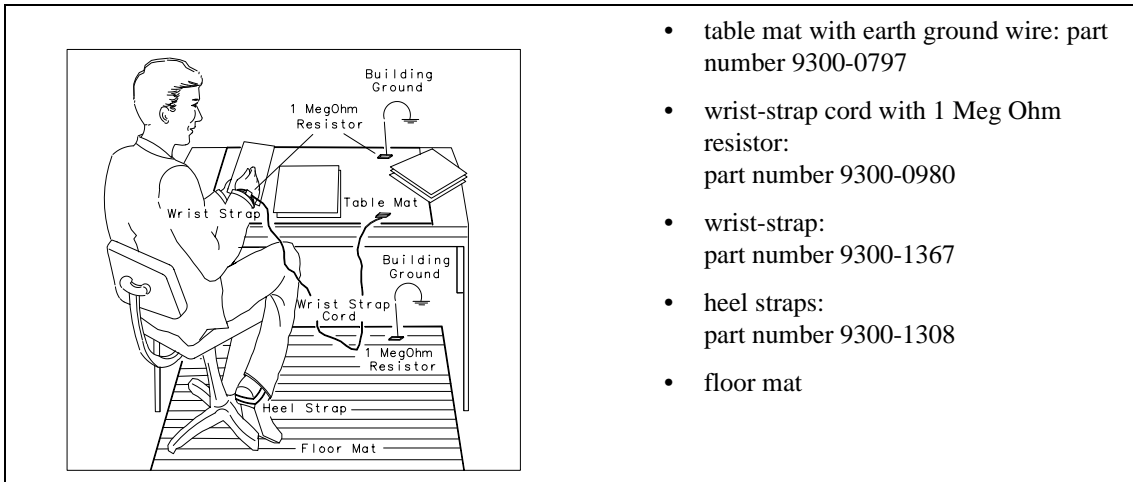 Building
Ground
1 MegOhm
Resistor
Wrist Strap
Table Mat
Building
Ground
Wrist Strap
Cord
1 MegOhm
Resistor
Heel Strap
Floor Mat
• table mat with earth ground wire: part
number 9300-0797
• wrist-strap cord with 1 Meg Ohm
resistor:
part number 9300-0980
• wrist-strap:
part number 9300-1367
• heel straps:
part number 9300-1308
• floor mat